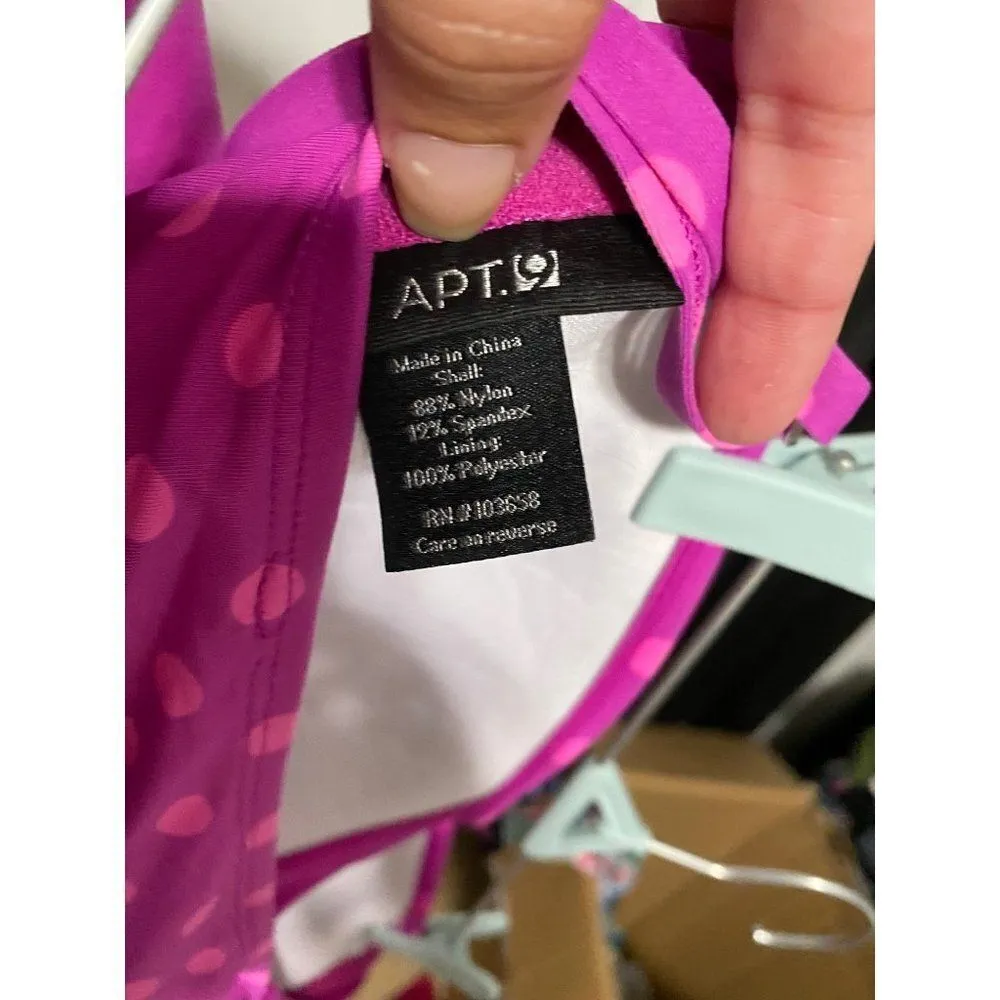 APT.9
Made in China
Shell:
88% Nylon
12% Spandex
Lining:
100% Polyester
RN #103658
Care on reverse